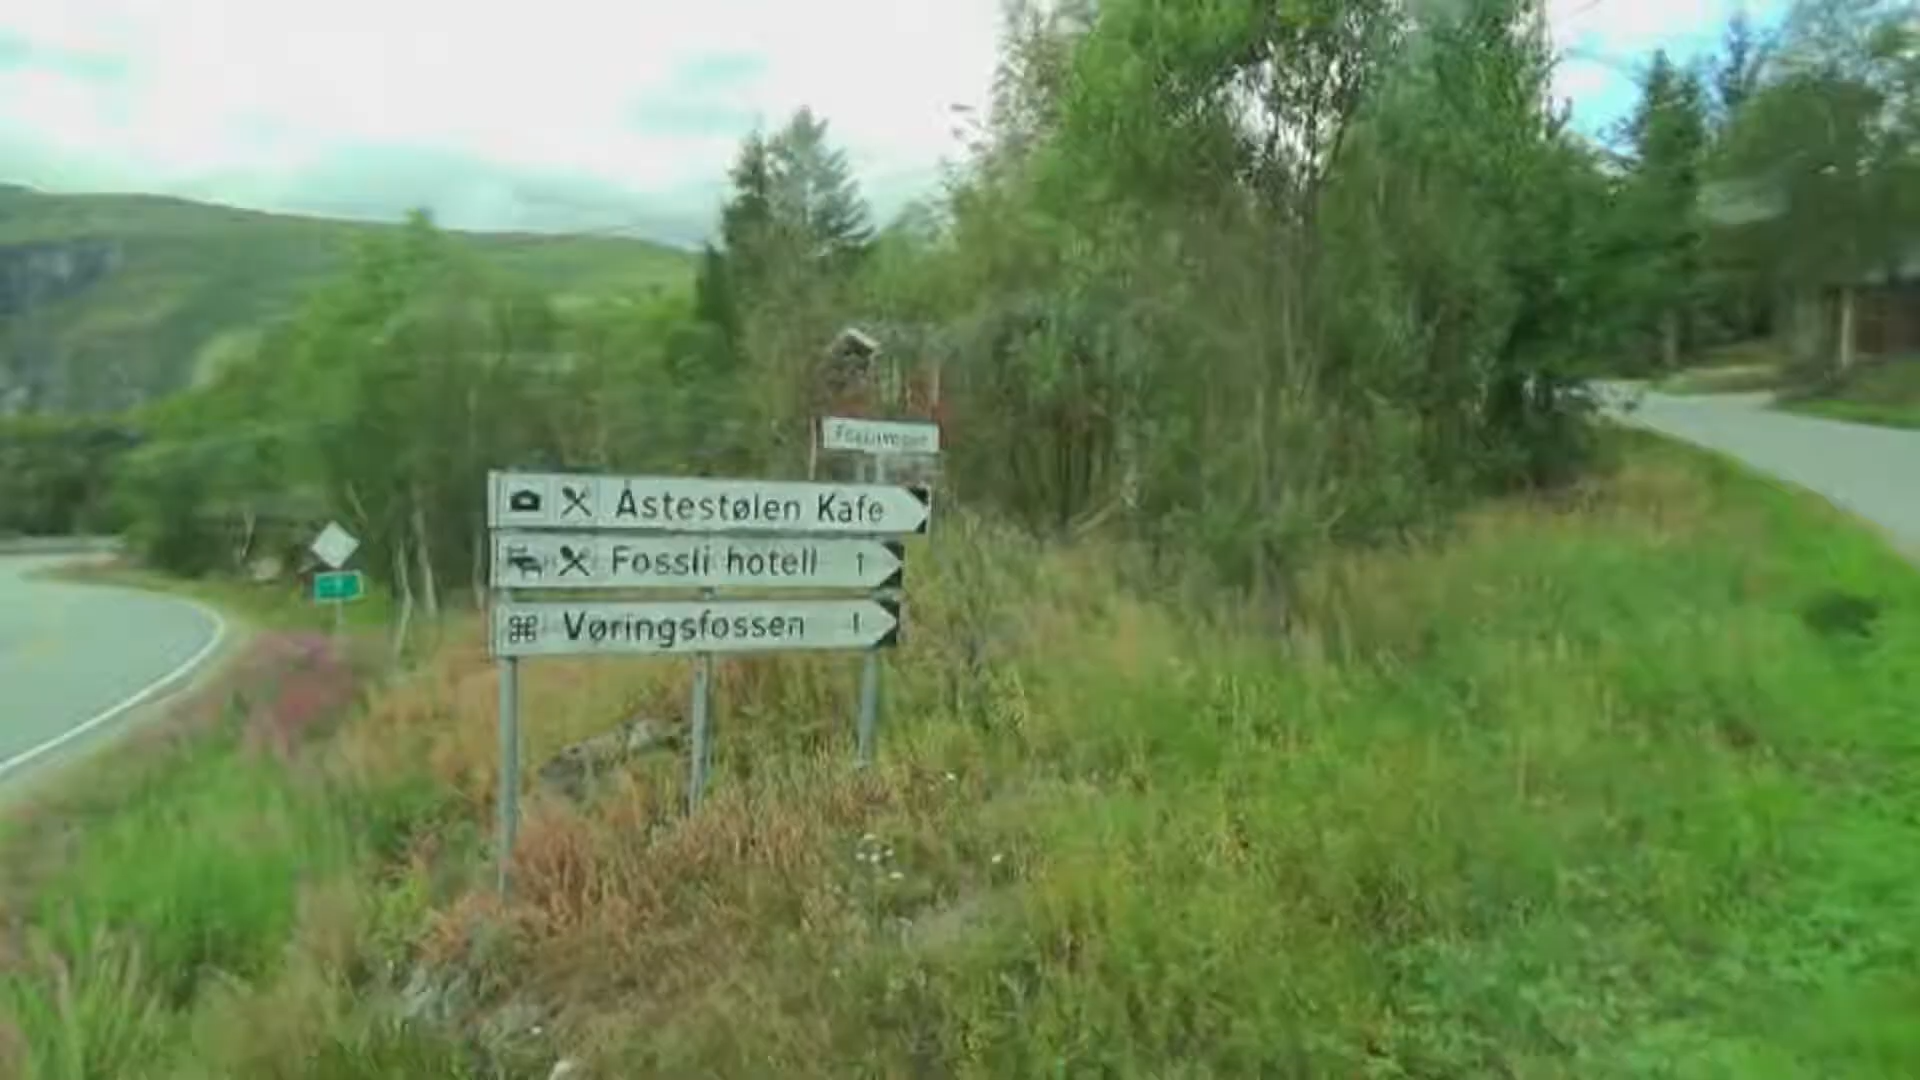 Åstestølen Kafe
Fossli hotell 1
Vøringsfossen 1